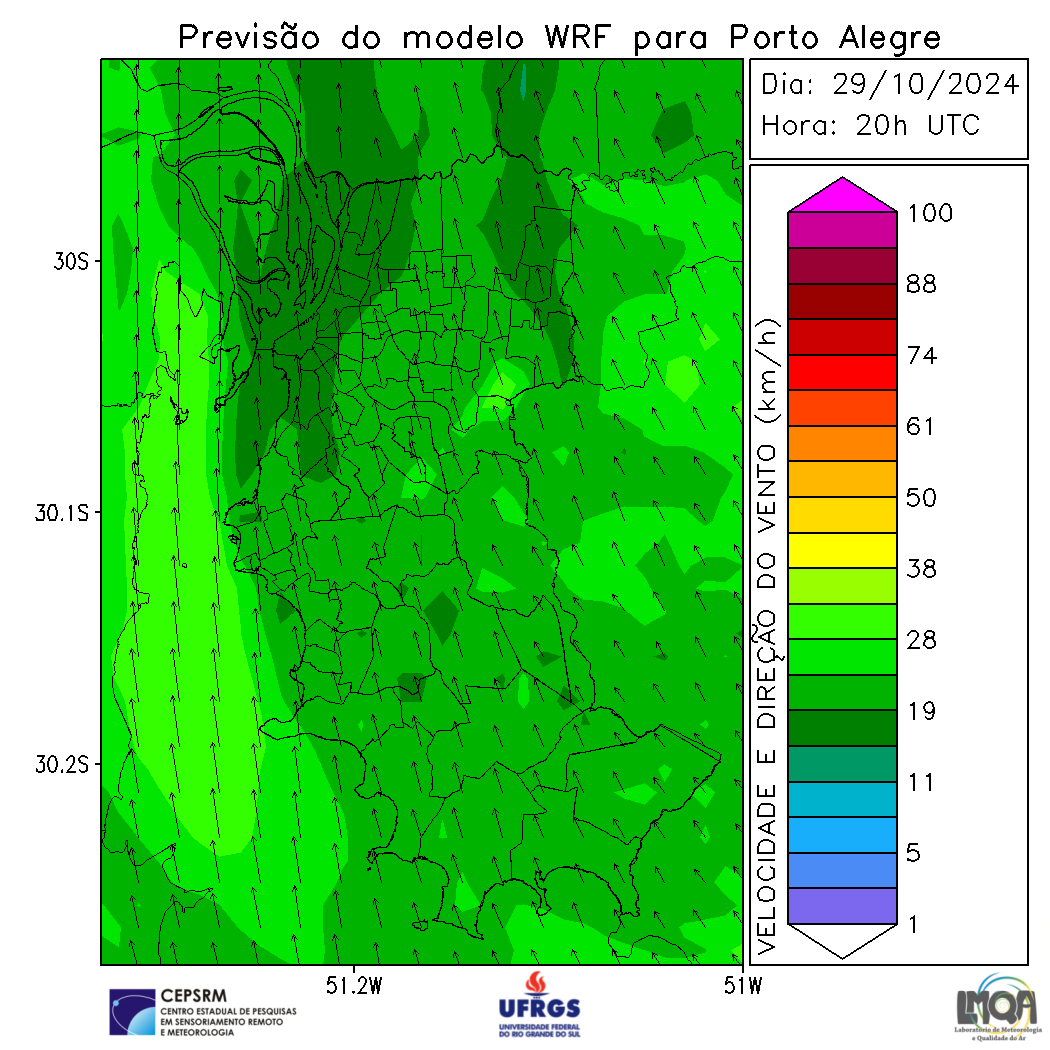 Previsão do modelo WRF para Porto Alegre
Dia: 29/10/2024
Hora: 20h UTC
30S
30.1S
30.2S
51.2W
51W
VELOCIDADE E DIREÇÃO DO VENTO (km/h)
100
88
74
61
50
38
28
19
11
5
1
CEPSRM
CENTRO ESTADUAL DE PESQUISAS
EM SENSORIAMENTO REMOTO
E METEOROLOGIA
UFRGS
UNIVERSIDADE FEDERAL
DO RIO GRANDE DO SUL
LMQA
Laboratório de Meteorologia
e Qualidade do Ar